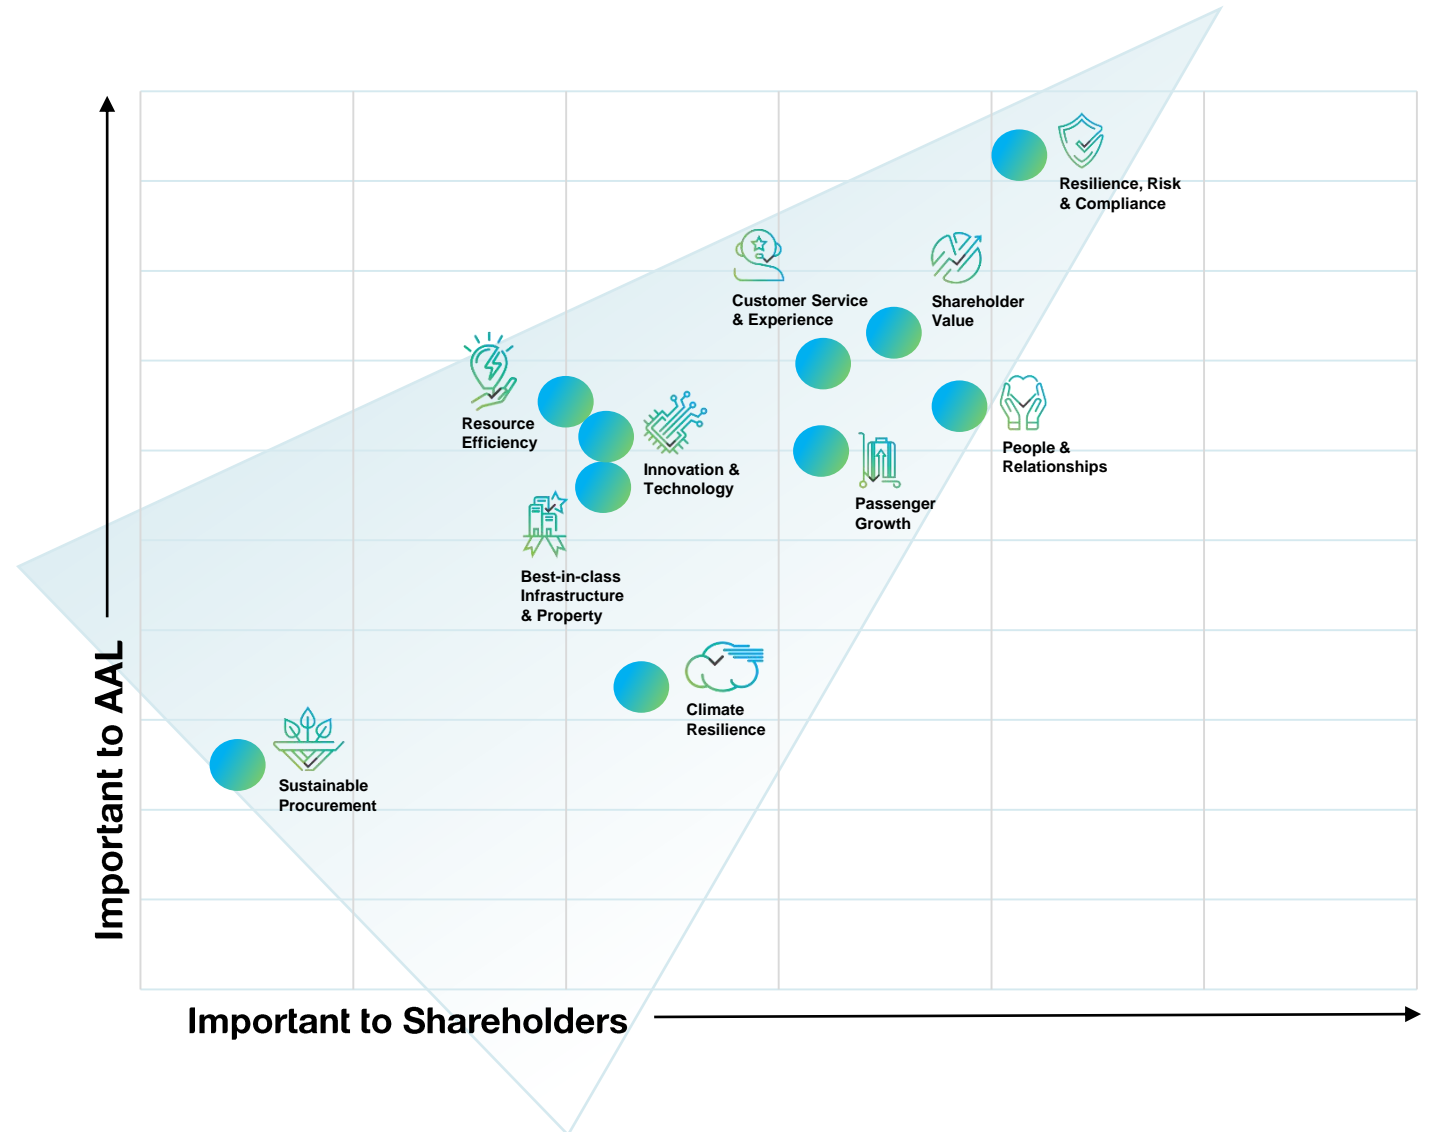 Resilience, Risk
& Compliance
Customer Service
& Experience
Shareholder
Value
Resource
Efficiency
Innovation &
Technology
People &
Relationships
Passenger
Growth
Best-in-class
Infrastructure
& Property
Climate
Resilience
Sustainable
Procurement
Important to AAL
Important to Shareholders